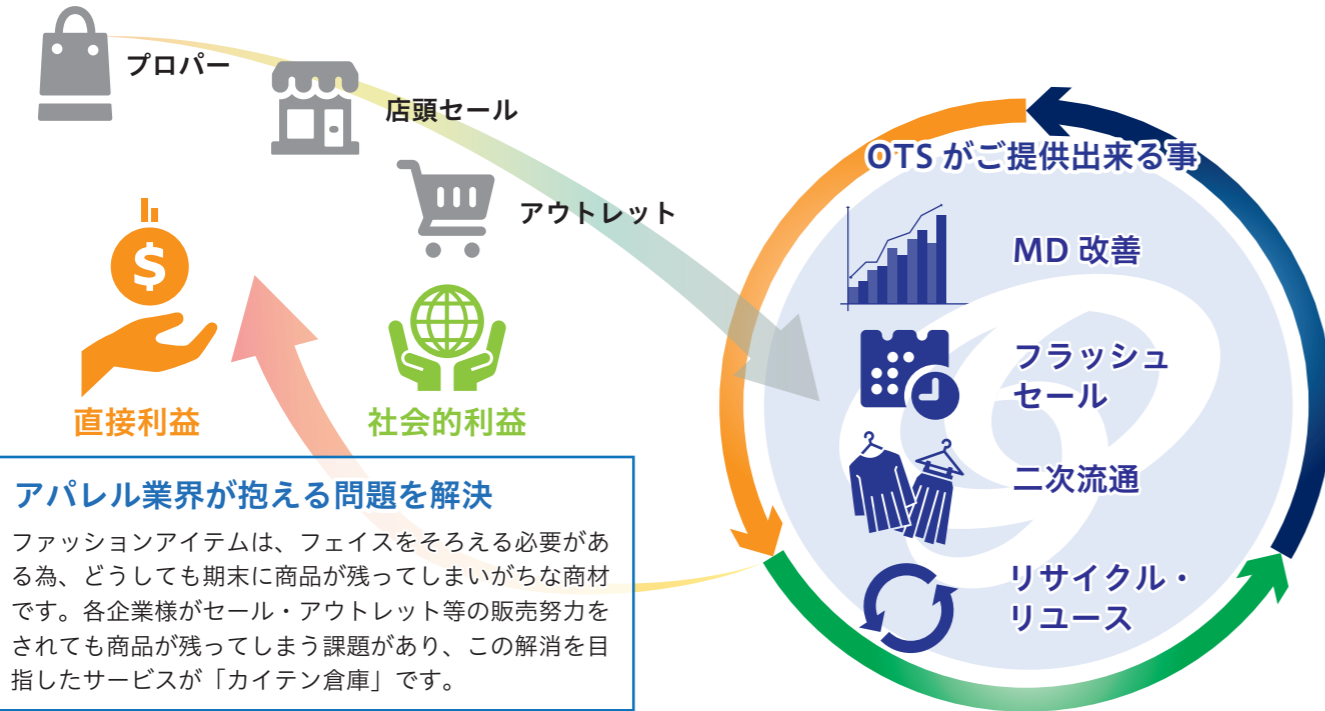 プロパー
店頭セール
アウトレット
直接利益
社会的利益
アパレル業界が抱える問題を解決
ファッションアイテムは、フェイスをそろえる必要があ
る為、どうしても期末に商品が残ってしまいがちな商材
です。各企業様がセール・アウトレット等の販売努力を
されても商品が残ってしまう課題があり、この解消を目
指したサービスが「カイテン倉庫」です。
OTS がご提供出来る事
MD 改善
フラッシュ
セール
二次流通
リサイクル・
リユース